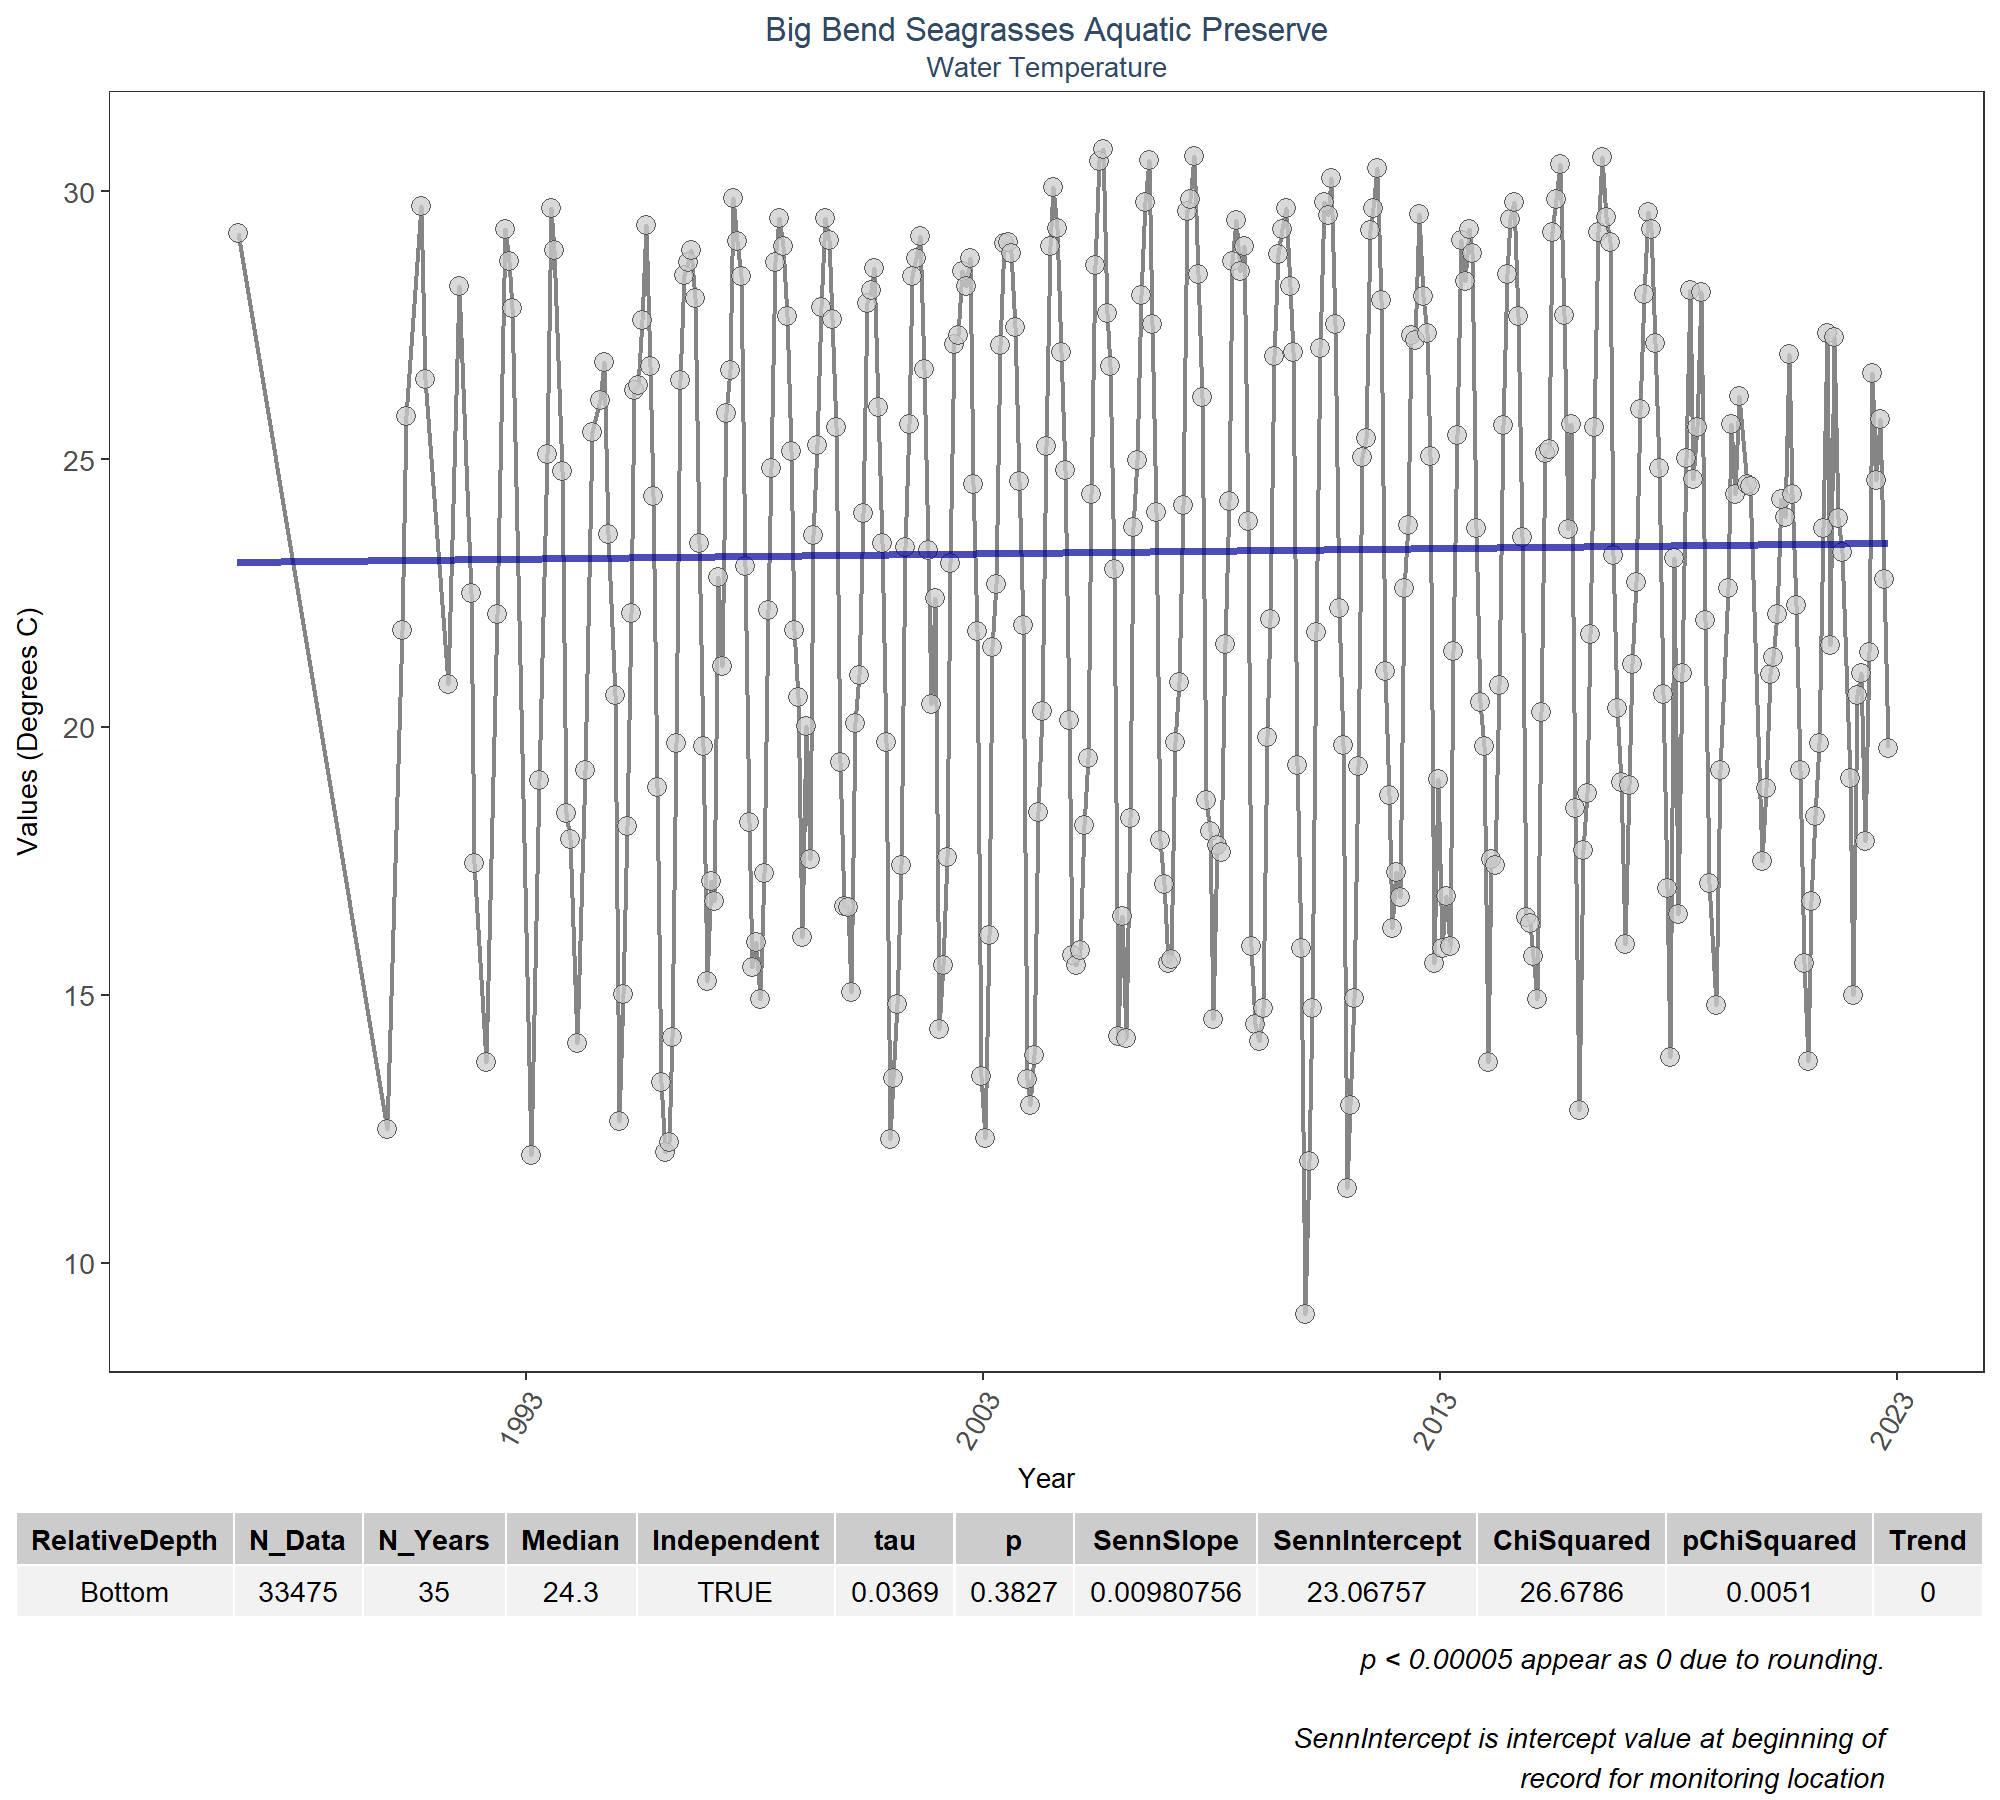 Big Bend Seagrasses Aquatic Preserve
Water Temperature
Values (Degrees C)
30
25
20
15
10
1993
2003
2013
2023
Year
RelativeDepth N_Data N_Years Median Independent tau p SennSlope SennIntercept ChiSquared pChiSquared Trend
Bottom 33475 35 24.3 TRUE 0.0369 0.3827 0.00980756 23.06757 26.6786 0.0051 0
p < 0.00005 appear as 0 due to rounding.
SennIntercept is intercept value at beginning of
record for monitoring location